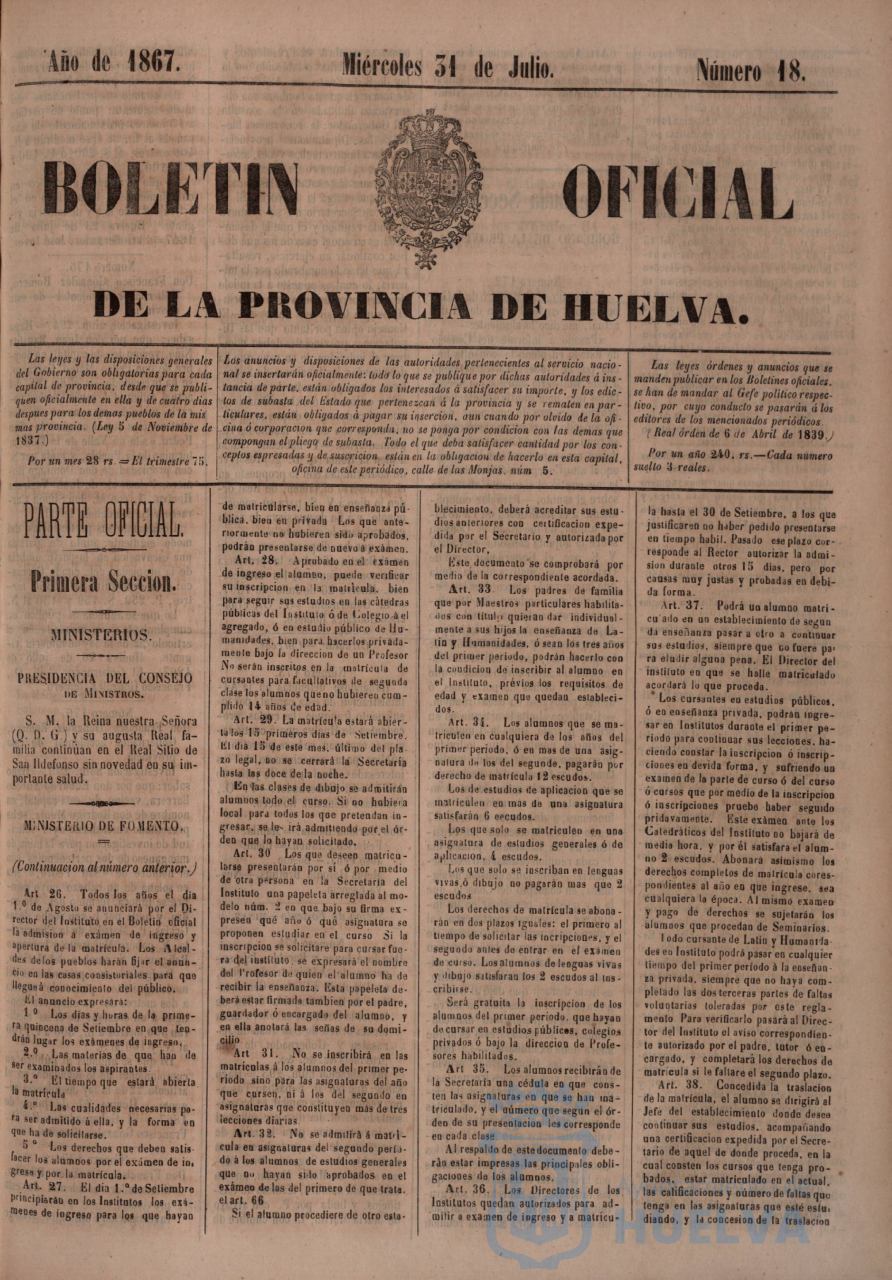 Año de 1867.
Miércoles 31 de Julio.
Número 18.
BOLETIN OFICIAL
DE LA PROVINCIA DE HUELVA.
Las leyes y las disposiciones generales
del Gobierno son obligatorias para cada
capital de provincia, desde que se publi-
quen oficialmente en ella y de cuatro dias
despues para los demas pueblos de la mis
mas provincia. (Ley 5 de Noviembre de
1837.)
Por un mes 28 rs. = El trimestre 75.
Los anuncios y disposiciones de las autoridades pertenecientes al servicio nacio-
nal se insertarán oficialmente: todo lo que se publique por dichas autoridades á ins-
tancia de parte, están obligados los interesados á satisfacer su importe, y los edic-
tos de subasta del Estado que pertenezcan á la provincia y se rematen en par-
ticulares, están obligados á pagar su insercion, aun cuando por olvido de la ofi-
cina ó corporacion que corresponda, no se ponga por condicion con las demas que
compongan el pliego de subasta. Todo el que deba satisfacer cantidad por los con-
ceptos espresadas y de suscricion, están en la obligacion de hacerlo en esta capital,
oficina de este periódico, calle de las Monjas, núm 5.
Las leyes órdenes y anuncios que se
manden publicar en los Boletines oficiales,
se han de mandar al Gefe politico respec-
tivo, por cuyo conducto se pasarán á los
editores de los mencionados periódicos.
(Real órden de 6 de Abril de 1839.)
Por un año 240, rs.—Cada número
suelto 3 reales.
PARTE OFICIAL.
Primera Seccion.
MINISTERIOS.
PRESIDENCIA DEL CONSEJO
DE MINISTROS.
S. M. la Reina nuestra Señora
(Q. D. G) y su augusta Real fa-
milia continúan en el Real Sitio de
San Ildefonso sin novedad en su im-
portante salud.
MINISTERIO DE FOMENTO.
(Continuacion al número anterior.)
Art 26. Todos los años el dia
1.º de Agosto se anunciará por el Di-
rector del Instituto en el Boletin oficial
la admision á exámen de ingreso y
apertura de la matrícula. Los Alcal-
des de los pueblos harán fijar el anun-
cio en las casas consistoriales para que
llegue á conocimiento del público.
El anuncio expresará:
1º Los dias y horas de la prime-
ra quincena de Setiembre en que ten-
drán lugar los exámenes de ingreso.
2.º Las materias de que han de
ser examinados los aspirantes.
3.º El tiempo que estará abierta
la matrícula
4.º Las cualidades necesarias pa-
ra ser admitido á ella, y la forma en
que ha de solicitarse.
5º Los derechos que deben satis-
facer los alumnos por el exámen de in-
greso y por la matrícula.
Art. 27. El dia 1.º de Setiembre
principiarán en los Institutos los exá-
menes de ingreso para los que hayan
de matricularse, bien en enseñanza pú-
blica, bien en privada Los que ante-
riormente no hubieren sido aprobados,
podrán presentarse de nuevo á exámen.
Art. 28. Aprobado en el exámen
de ingreso el alumno, puede verificar
su inscripcion en la matrícula, bien
para seguir sus estudios en las cátedras
públicas del Instituto ó de Colegio á él
agregado, ó en estudio público de Hu-
manidades, bien para hacerlos privada-
mente bajo la direccion de un Profesor
No serán inscritos en la matrícula de
cursantes para facultativos de segunda
clase los alumnos que no hubieren cum-
plido 14 años de edad.
Art. 29. La matrícula estará abier-
ta los 15 primeros dias de Setiembre.
El dia 15 de este mes, último del pla-
zo legal, no se cerrará la Secretaría
hasta las doce de la noche.
En las clases de dibujo se admitirán
alumnos todo el curso. Si no hubiera
local para todos los que pretendan in-
gresar, se les irá admitiendo por el ór-
den que lo hayan solicitado.
Art. 30 Los que deseen matricu-
larse presentarán por sí ó por medio
de otra persona en la Secretaría del
Instituto una papeleta arreglada al mo-
delo núm. 2 en que bajo su firma ex-
presen qué año ó qué asignatura se
proponen estudiar en el curso Si la
inscripcion se solicitare para cursar fue-
ra del instituto, se expresará el nombre
del Profesor de quien el alumno ha de
recibir la enseñanza. Esta papeleta de-
berá estar firmada tambien por el padre,
guardador ó encargado del alumno, y
en ella anotará las señas de su domi-
cilio
Art 31. No se inscribirá en las
matrículas á los alumnos del primer pe-
ríodo sino para las asignaturas del año
que cursen, ni á los del segundo en
asignaturas que constituyen mas de tres
lecciones diarias
Art. 32. No se admitirá á matrí-
cula en asignaturas del segundo perío-
do á los alumnos de estudios generales
que no hayan sido aprobados en el
exámen de las del primero de que trata
el art. 66
Si el alumno procediere de otro esta-
blecimiento, deberá acreditar sus estu-
dios anteriores con certificacion expe-
dida por el Secretario y autorizada por
el Director,
Este documento se comprobará por
medio de la correspondiente acordada.
Art. 33 Los padres de familia
que por Maestros particulares habilita-
dos con título quieran dar individual-
mente a sus hijos la enseñanza de La-
tin y Humanidades, ó sean los tres años
del primer período, podrán hacerlo con
la condicion de inscribir al alumno en
el Instituto, prévios los requisitos de
edad y examen que quedan estableci-
dos.
Art. 34. Los alumnos que se ma-
triculen en cualquiera de los años del
primer período, ó en mas de una asig-
natura de los del segundo, pagarán por
derecho de matrícula 12 escudos.
Los de estudios de aplicacion que se
matriculen en mas de una asignatura
satisfarán 6 escudos.
Los que solo se matriculen en una
asignatura de estudios generales ó de
aplicacion, 4 escudos.
Los que solo se inscriban en lenguas
vivas ó dibujo no pagarán mas que 2
escudos
Los derechos de matrícula se abona-
rán en dos plazos iguales: el primero al
tiempo de solicitar las incripciones, y el
segundo antes de entrar en el exámen
de curso. Los alumnos de lenguas vivas
y dibujo satisfarán los 2 escudos al ins-
cribirse.
Será gratuita la inscripcion de los
alumnos del primer período, que hayan
de cursar en estudios públicos, colegios
privados ó bajo la direccion de Profe-
sores habilitados.
Art 35. Los alumnos recibirán de
la Secretaría una cédula en que cons-
ten las asignaturas en que se han ma-
triculado, y el número que segun el ór-
den de su presentacion les corresponde
en cada clase
Al respaldo de este documento debe-
rán estar impresas las principales obli-
gaciones de los alumnos.
Art. 36. Los Directores de los
Institutos quedan autorizados para ad-
mitir a examen de ingreso y a matricu-
la hasta el 30 de Setiembre, a los que
justificaren no haber pedido presentarse
en tiempo habil. Pasado ese plazo cor-
responde al Rector autorizar la admi-
sion durante otros 15 dias, pero por
causas muy justas y probadas en debi-
da forma.
Art. 37. Podrá un alumno matri-
culado en un establecimiento de segun
da enseñanza pasar a otro a continuar
sus estudios, siempre que no fuere pa-
ra eludir alguna pena. El Director del
instituto en que se halle matriculado
acordará lo que proceda.
Los cursantes en estudios públicos,
ó en enseñanza privada, podrán ingre-
sar en Institutos durante el primer pe-
ríodo para continuar sus lecciones, ha-
ciendo constar la inscripcion ó inscrip-
ciones en devida forma, y sufriendo un
examen de la parte de curso ó del curso
ó cursos que por medio de la inscripcion
ó inscripciones pruebe haber seguido
prívadamente. Este exámen ante los
Catedráticos del Instituto no bajará de
media hora, y por él satisfara el alum-
no 2 escudos. Abonará asimismo los
derechos completos de matrícula cores-
pondientes al año en que ingrese, sea
cualquiera la época. Al mismo examen
y pago de derechos se sujetarán los
alumnos que procedan de Seminarios.
Todo cursante de Latin y Humanida-
des en Instituto podrá pasar en cualquier
tiempo del primer período á la enseñan-
za privada, siempre que no haya com-
pletado las dos terceras partes de faltas
voluntarias toleradas por este regla-
mento Para verificarlo pasará al Direc-
tor del Instituto el aviso correspondien-
te autorizado por el padre, tutor ó en-
cargado, y completará los derechos de
matrícula si le faltare el segundo plazo.
Art. 38. Concedida la traslacion
de la matrícula, el alumno se dirigirá al
Jefe del establecimiento donde desea
continuar sus estudios, acompañando
una certificacion expedida por el Secre-
tario de aquel de donde proceda, en la
cual consten los cursos que tenga pro-
bados, estar matriculado en el actual,
las calificaciones y número de faltas que
tenga en las asignaturas que esté estu-
diando, y la concesion de la traslacion
HUELVA